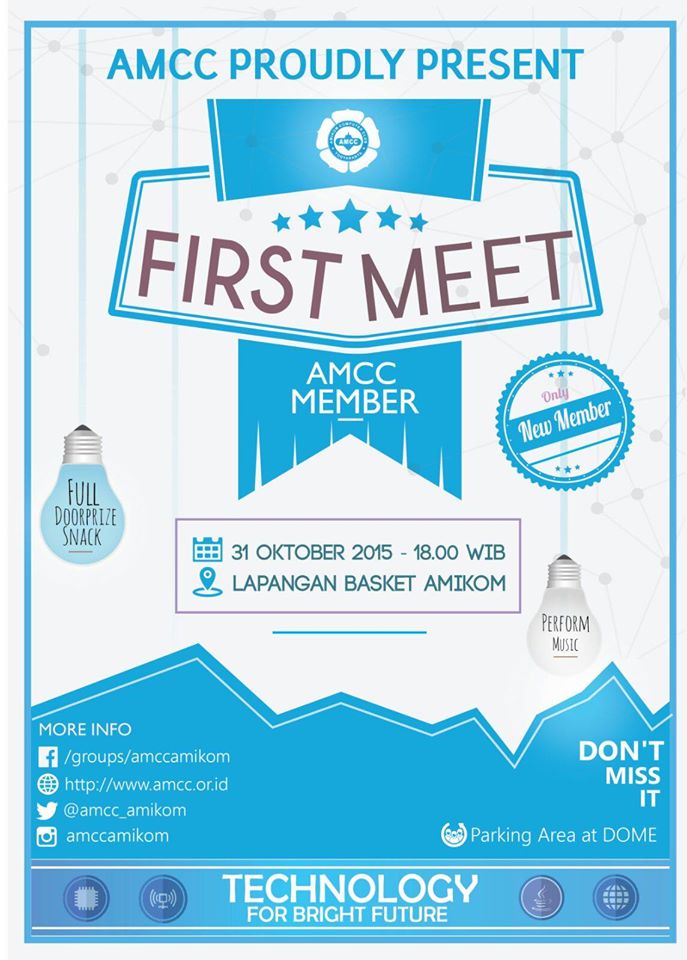 AMCC PROUDLY PRESENT
AMCC
FIRST MEET
AMCC
MEMBER
Only
New Member
FULL
DOORPRIZE
SNACK
31 OKTOBER 2015 - 18.00 WIB
LAPANGAN BASKET AMIKOM
PERFORM
MUSIC
MORE INFO
/groups/amccamikom
http://www.amcc.or.id
@amcc_amikom
amccamikom
DON'T
MISS
IT
Parking Area at DOME
TECHNOLOGY
FOR BRIGHT FUTURE